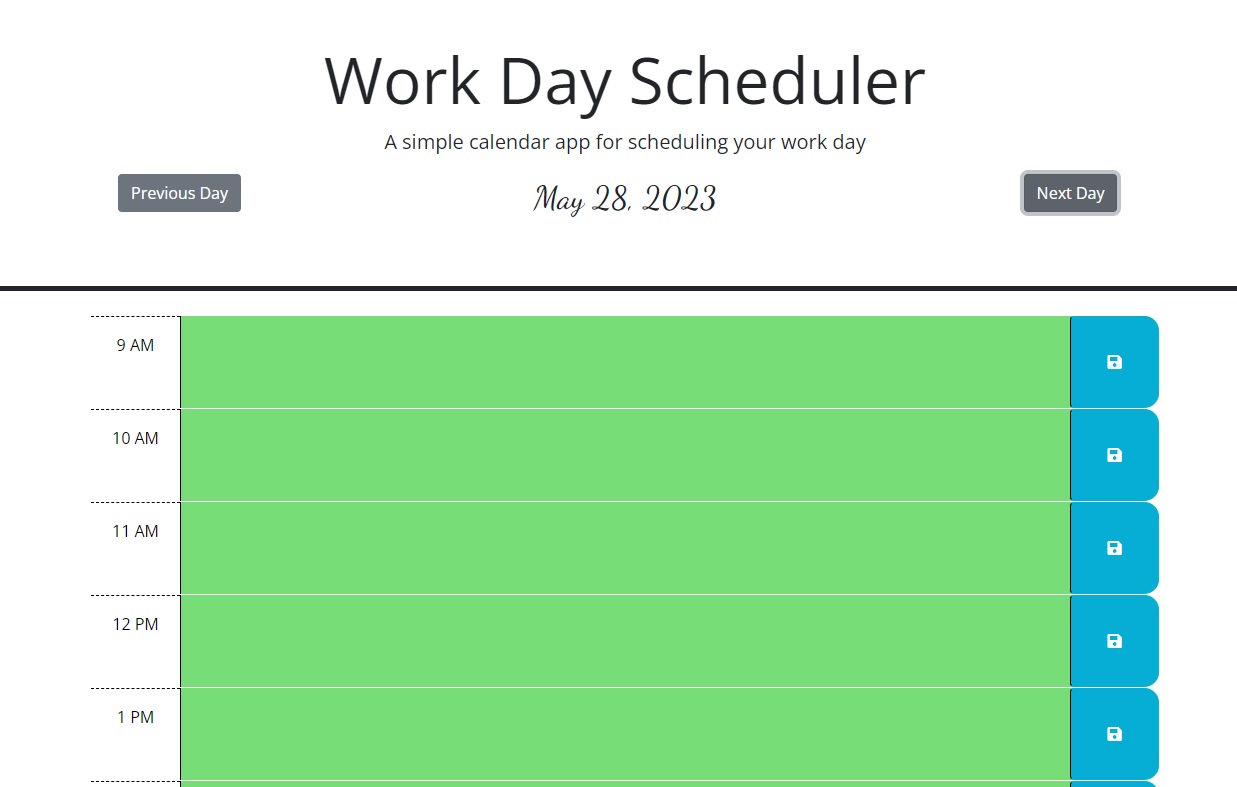 Work Day Scheduler
A simple calendar app for scheduling your work day
Previous Day
May 28, 2023
Next Day
9 AM
10 AM
11 AM
12 PM
1 PM